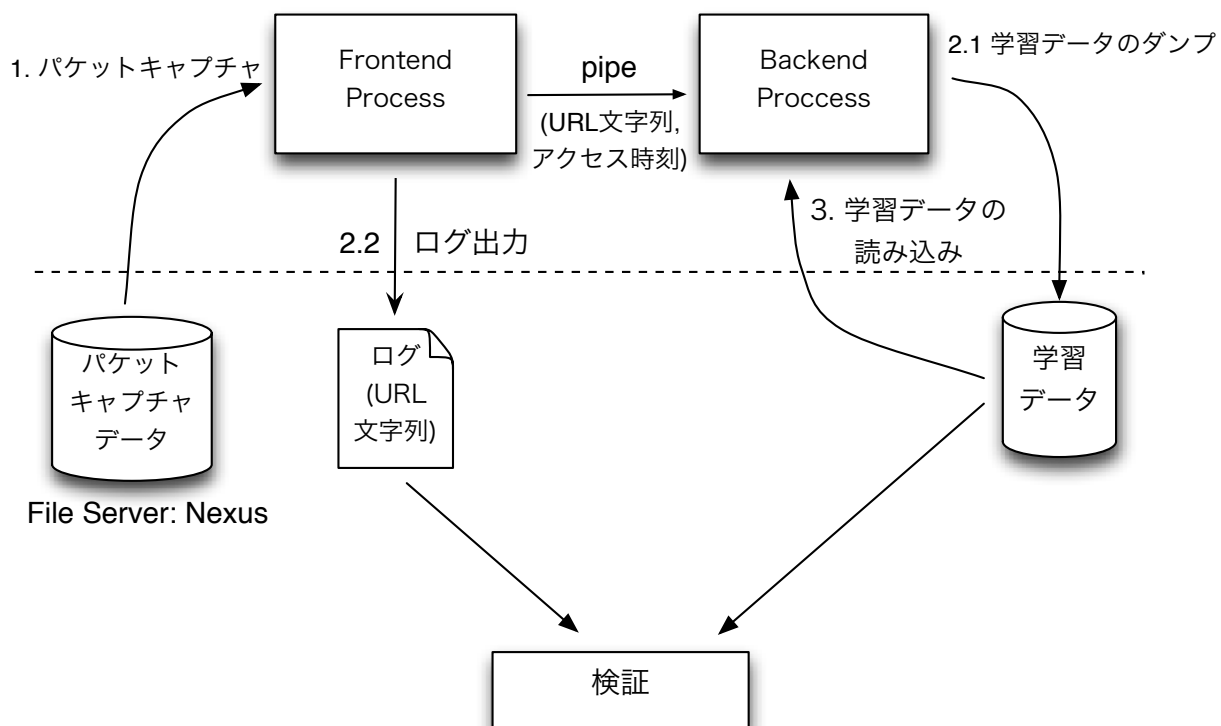 1. パケットキャプチャ
Frontend
Process
pipe
(URL文字列,
アクセス時刻)
Backend
Proccess
2.1 学習データのダンプ
2.2 ログ出力
3. 学習データの
読み込み
パケット
キャプチャ
データ
File Server: Nexus
ログ
(URL
文字列)
学習
データ
検証